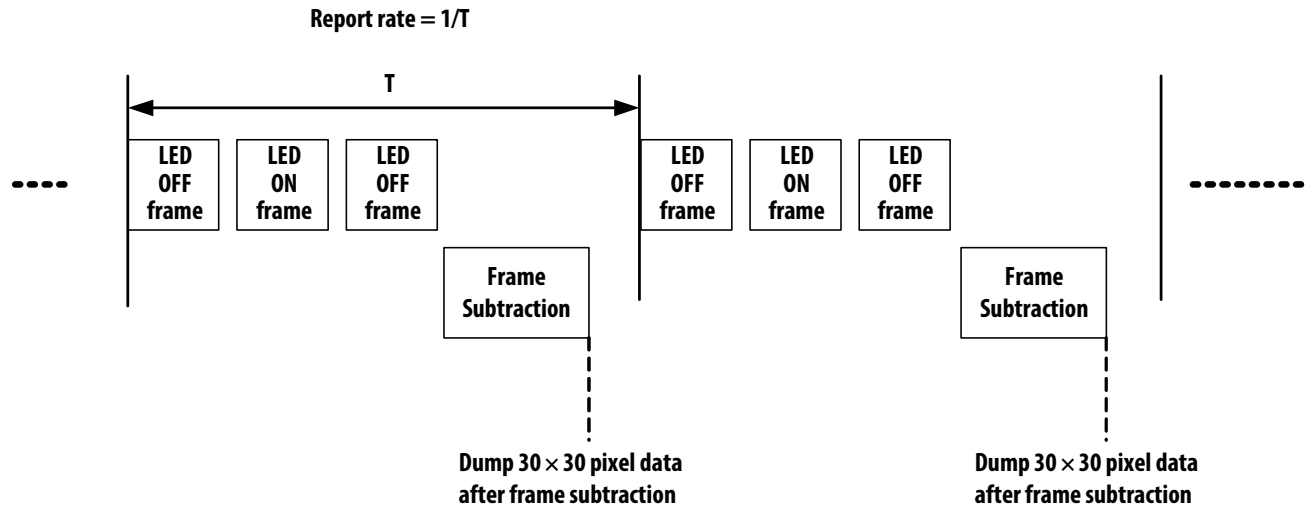 Report rate = 1/T
T
LED
OFF
frame
LED
ON
frame
LED
OFF
frame
LED
OFF
frame
LED
ON
frame
LED
OFF
frame
Frame
Subtraction
Frame
Subtraction
Dump 30 × 30 pixel data
after frame subtraction
Dump 30 × 30 pixel data
after frame subtraction